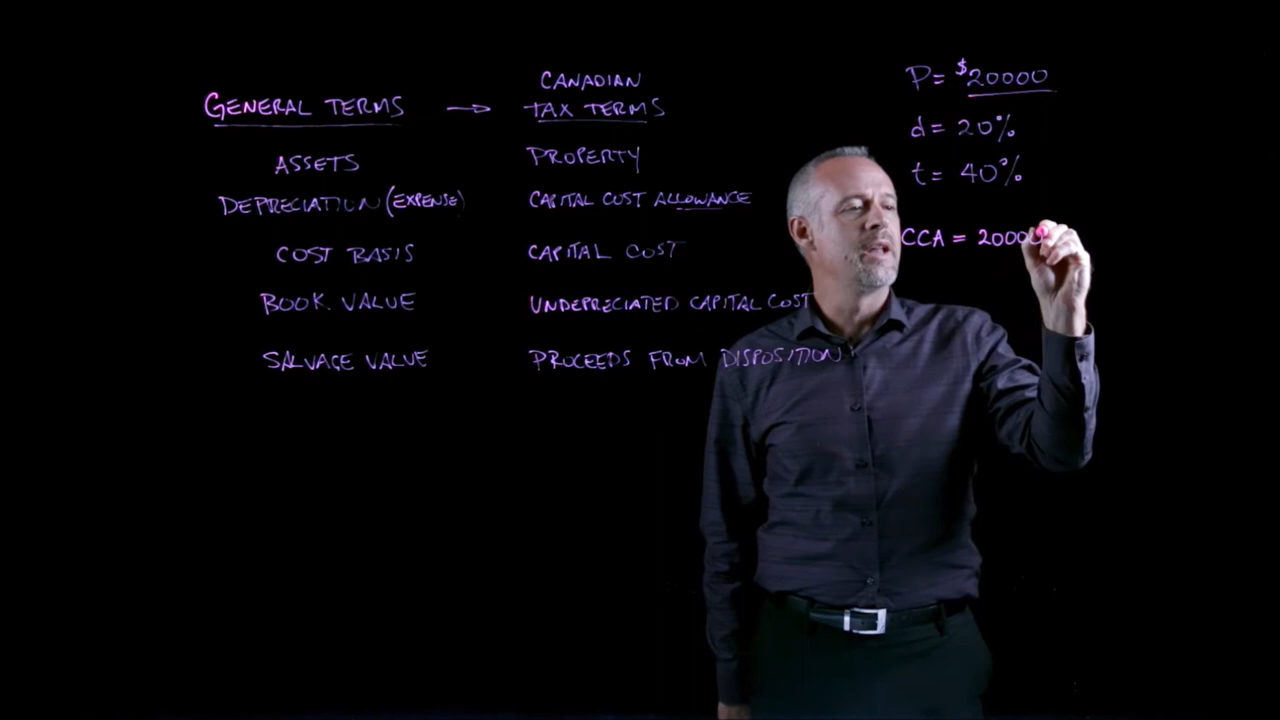 GENERAL TERMS → CANADIAN TAX TERMS
ASSETS PROPERTY
DEPRECIATION (EXPENSE) CAPITAL COST ALLOWANCE
COST BASIS CAPITAL COST
BOOK VALUE UNDEPRECIATED CAPITAL COST
SALVAGE VALUE PROCEEDS FROM DISPOSITION
P = $20000
d = 20%
t = 40%
CCA = 20000